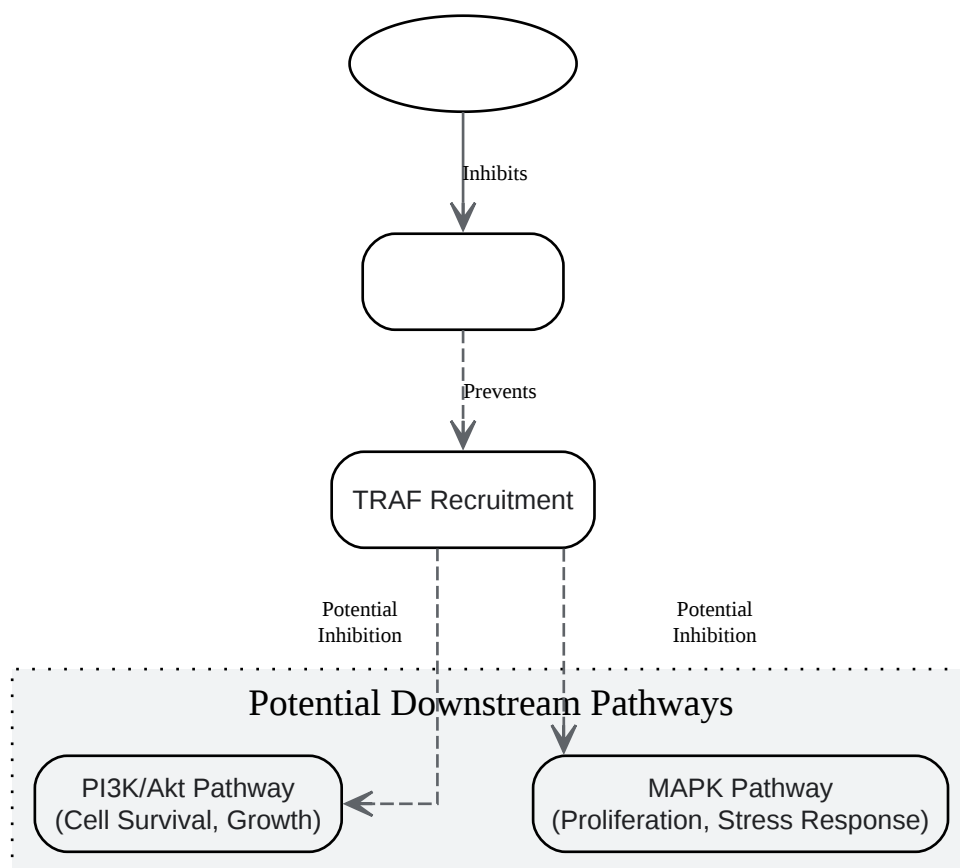 Inhibits
Prevents
TRAF Recruitment
Potential
Inhibition
Potential
Inhibition
Potential Downstream Pathways
PI3K/Akt Pathway
(Cell Survival, Growth)
MAPK Pathway
(Proliferation, Stress Response)